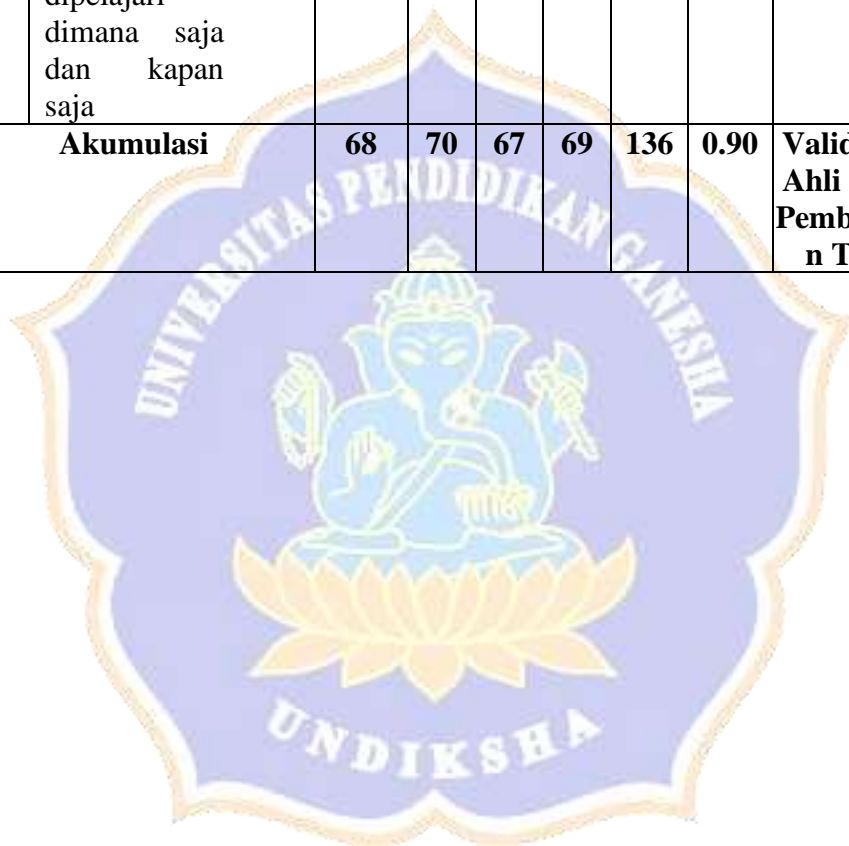 dipelajari
dimana saja
dan kapan
saja
Akumulasi 68 70 67 69 136 0.90
Ahli
UNIVERSITAS PENDIDIKAN GANESHA
UNDIKSHA